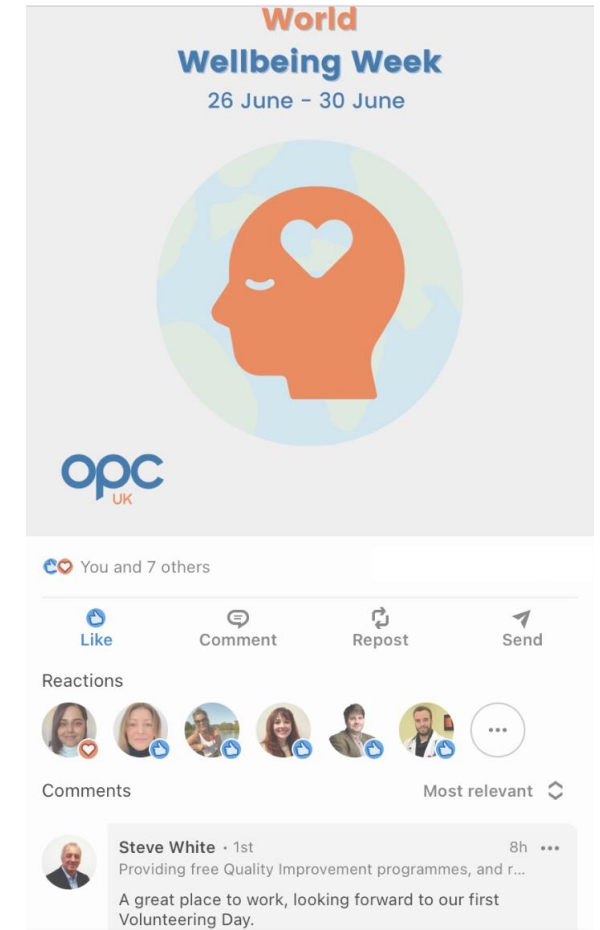 World
Wellbeing Week
26 June - 30 June
opc
UK
You and 7 others
Like
Comment
Repost
Send
Reactions
Comments
Most relevant
Steve White • 1st
8h
Providing free Quality Improvement programmes, and r...
A great place to work, looking forward to our first
Volunteering Day.